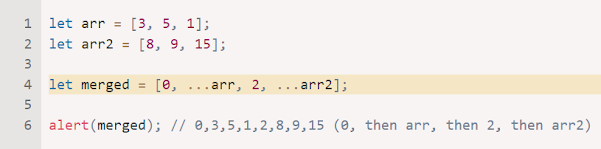 1 let arr = [3, 5, 1];
2 let arr2 = [8, 9, 15];
3
4 let merged = [0, ...arr, 2, ...arr2];
5
6 alert(merged); // 0,3,5,1,2,8,9,15 (0, then arr, then 2, then arr2)